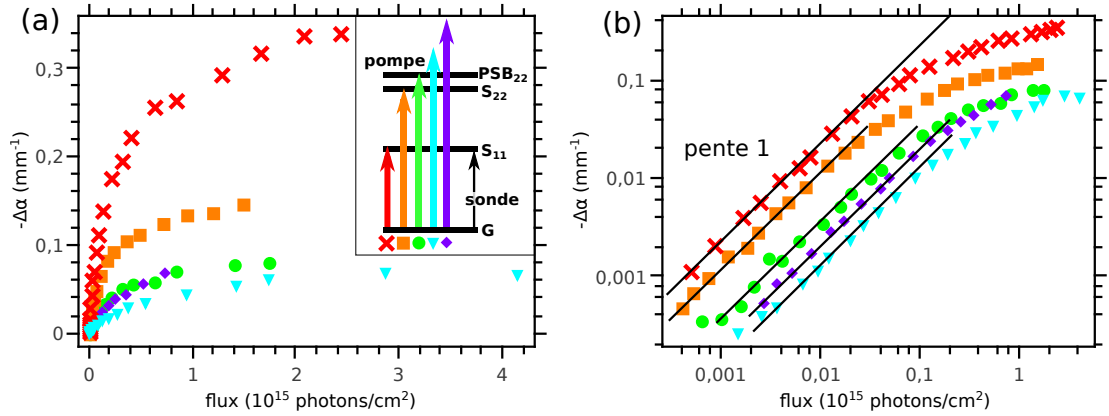 (a)
-Δα (mm⁻¹)
0,3
0,2
0,1
0
0
1
2
3
4
flux (10¹⁵ photons/cm²)
pompe
PSB₂₂
S₂₂
S₁₁
sonde
G
(b)
-Δα (mm⁻¹)
0,1
0,01
0,001
pente 1
0,001
0,01
0,1
1
flux (10¹⁵ photons/cm²)